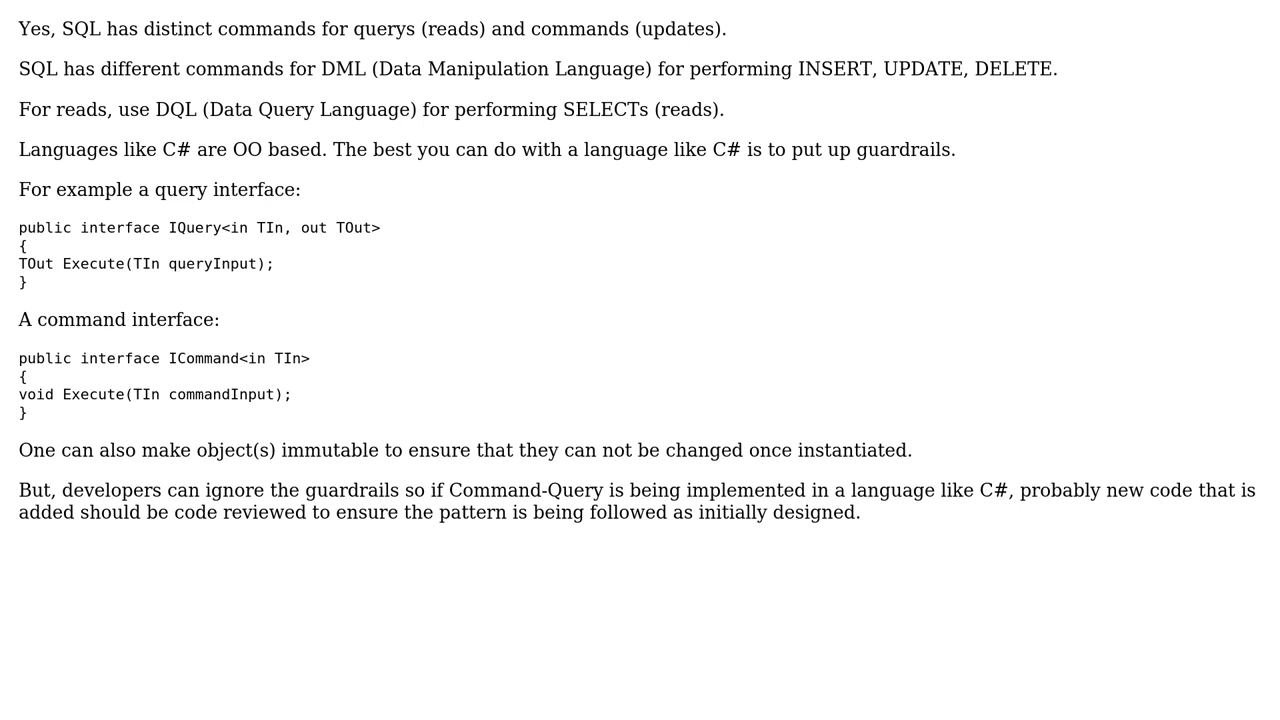 Yes, SQL has distinct commands for querys (reads) and commands (updates).
SQL has different commands for DML (Data Manipulation Language) for performing INSERT, UPDATE, DELETE.
For reads, use DQL (Data Query Language) for performing SELECTs (reads).
Languages like C# are OO based. The best you can do with a language like C# is to put up guardrails.
For example a query interface:
public interface IQuery<in TIn, out TOut>
{
TOut Execute(TIn queryInput);
}
A command interface:
public interface ICommand<in TIn>
{
void Execute(TIn commandInput);
}
One can also make object(s) immutable to ensure that they can not be changed once instantiated.
But, developers can ignore the guardrails so if Command-Query is being implemented in a language like C#, probably new code that is
added should be code reviewed to ensure the pattern is being followed as initially designed.